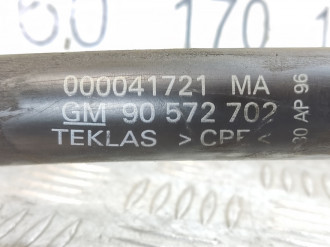 000041721 MA
GM 90 572 702
TEKLAS > CPE <
30 AP 96